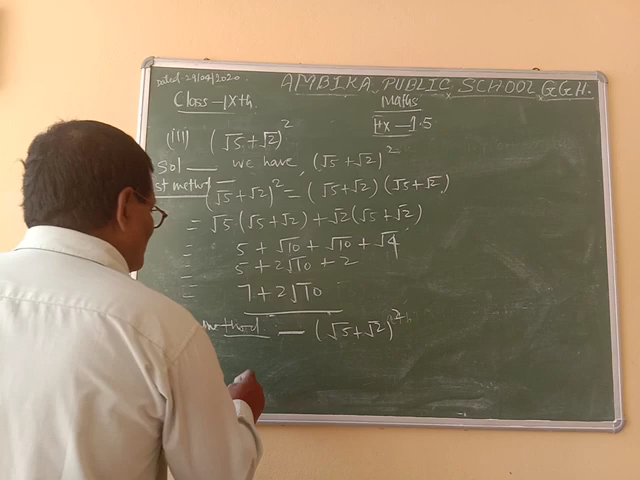 Dated-29/04/2020
AMBIKA PUBLIC SCHOOL G.G.H.
Class-IXth
Maths
Ex-1.5
(iii) (√5+√2)²
Sol— we have, (√5+√2)²
st method—
(√5+√2)² = (√5+√2) (√5+√2)
= √5(√5+√2)+√2(√5+√2)
= 5+√10+√10+√4
= 5+2√10+2
= 7+2√10
method — (√5+√2)²